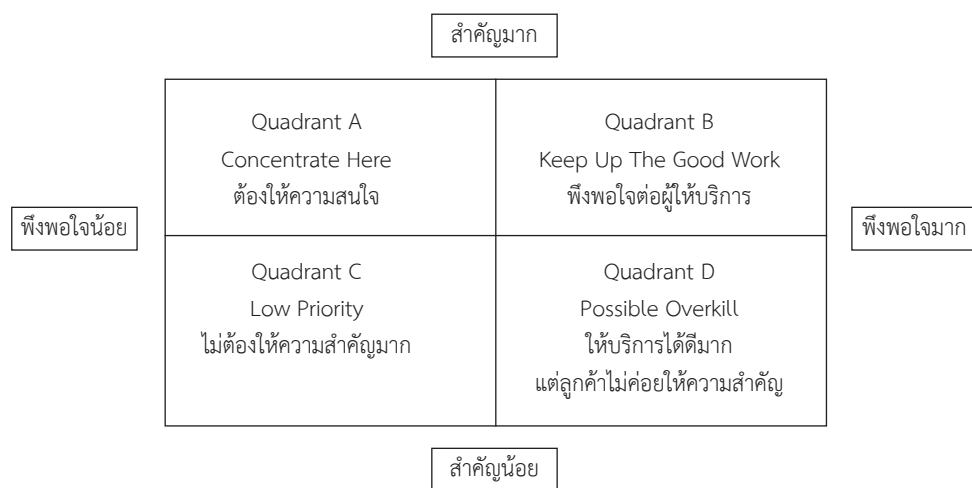 สำคัญมาก
Quadrant A
Concentrate Here
ต้องให้ความสนใจ
Quadrant B
Keep Up The Good Work
พึงพอใจต่อผู้ให้บริการ
พึงพอใจน้อย
พึงพอใจมาก
Quadrant C
Low Priority
ไม่ต้องให้ความสำคัญมาก
Quadrant D
Possible Overkill
ให้บริการได้ดีมาก
แต่ลูกค้าไม่ค่อยให้ความสำคัญ
สำคัญน้อย